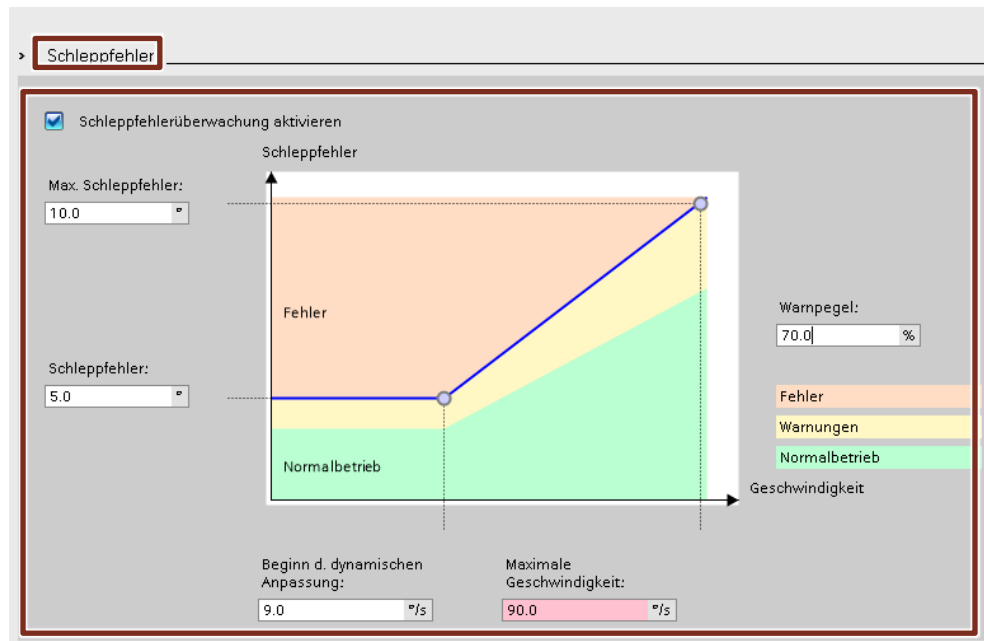 Schleppfehler
Schleppfehlerüberwachung aktivieren
Schleppfehler
Max. Schleppfehler:
10.0 °
Fehler
Warnpegel:
70.0 %
Schleppfehler:
5.0 °
Fehler
Warnungen
Normalbetrieb
Normalbetrieb
Geschwindigkeit
Beginn d. dynamischen
Anpassung:
9.0 °/s
Maximale
Geschwindigkeit:
90.0 °/s